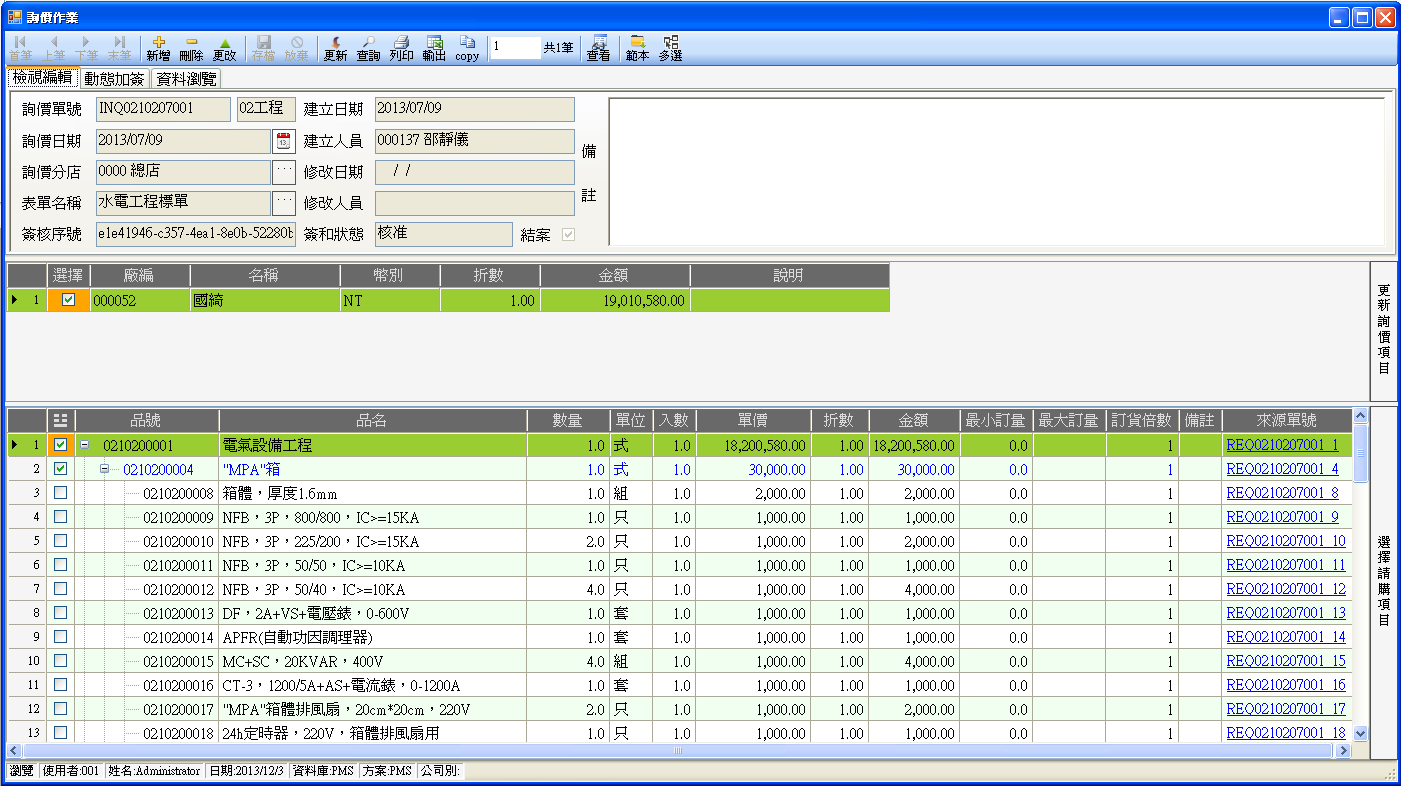 詢價作業
首筆 上筆 下筆 末筆 新增 刪除 更改 存檔 放棄 更新 查詢 列印 輸出 copy 1 共1筆 查看 範本 多選
檢視編輯 動態加簽 資料瀏覽
詢價單號 INQ0210207001 02工程 建立日期 2013/07/09
詢價日期 2013/07/09 建立人員 000137 邵靜儀
詢價分店 0000 總店 修改日期 / /
表單名稱 水電工程標單 修改人員
簽核序號 e1e41946-c357-4ea1-8e0b-52280b 簽和狀態 核准 結案
備註
選擇 廠編 名稱 幣別 折數 金額 說明
1 000052 國綺 NT 1.00 19,010,580.00
更新詢價項目
品號 品名 數量 單位 入數 單價 折數 金額 最小訂量 最大訂量 訂貨倍數 備註 來源單號
1 0210200001 電氣設備工程 1.0 式 1.0 18,200,580.00 1.00 18,200,580.00 0.0 1 REQ0210207001_1
2 0210200004 "MPA"箱 1.0 式 1.0 30,000.00 1.00 30,000.00 0.0 1 REQ0210207001_4
3 0210200008 箱體，厚度1.6mm 1.0 組 1.0 2,000.00 1.00 2,000.00 0.0 1 REQ0210207001_8
4 0210200009 NFB，3P，800/800，IC>=15KA 1.0 只 1.0 1,000.00 1.00 1,000.00 0.0 1 REQ0210207001_9
5 0210200010 NFB，3P，225/200，IC>=15KA 2.0 只 1.0 1,000.00 1.00 2,000.00 0.0 1 REQ0210207001_10
6 0210200011 NFB，3P，50/50，IC>=10KA 1.0 只 1.0 1,000.00 1.00 1,000.00 0.0 1 REQ0210207001_11
7 0210200012 NFB，3P，50/40，IC>=10KA 4.0 只 1.0 1,000.00 1.00 4,000.00 0.0 1 REQ0210207001_12
8 0210200013 DF，2A+VS+電壓錶，0-600V 1.0 套 1.0 1,000.00 1.00 1,000.00 0.0 1 REQ0210207001_13
9 0210200014 APFR(自動功因調理器) 1.0 套 1.0 1,000.00 1.00 1,000.00 0.0 1 REQ0210207001_14
10 0210200015 MC+SC，20KVAR，400V 4.0 組 1.0 1,000.00 1.00 4,000.00 0.0 1 REQ0210207001_15
11 0210200016 CT-3，1200/5A+AS+電流錶，0-1200A 1.0 套 1.0 1,000.00 1.00 1,000.00 0.0 1 REQ0210207001_16
12 0210200017 "MPA"箱體排風扇，20cm*20cm，220V 2.0 只 1.0 1,000.00 1.00 2,000.00 0.0 1 REQ0210207001_17
13 0210200018 24h定時器，220V，箱體排風扇用 1.0 只 1.0 1,000.00 1.00 1,000.00 0.0 1 REQ0210207001_18
選擇請購項目
瀏覽 使用者:001 姓名:Administrator 日期:2013/12/3 資料庫:PMS 方案:PMS 公司別: